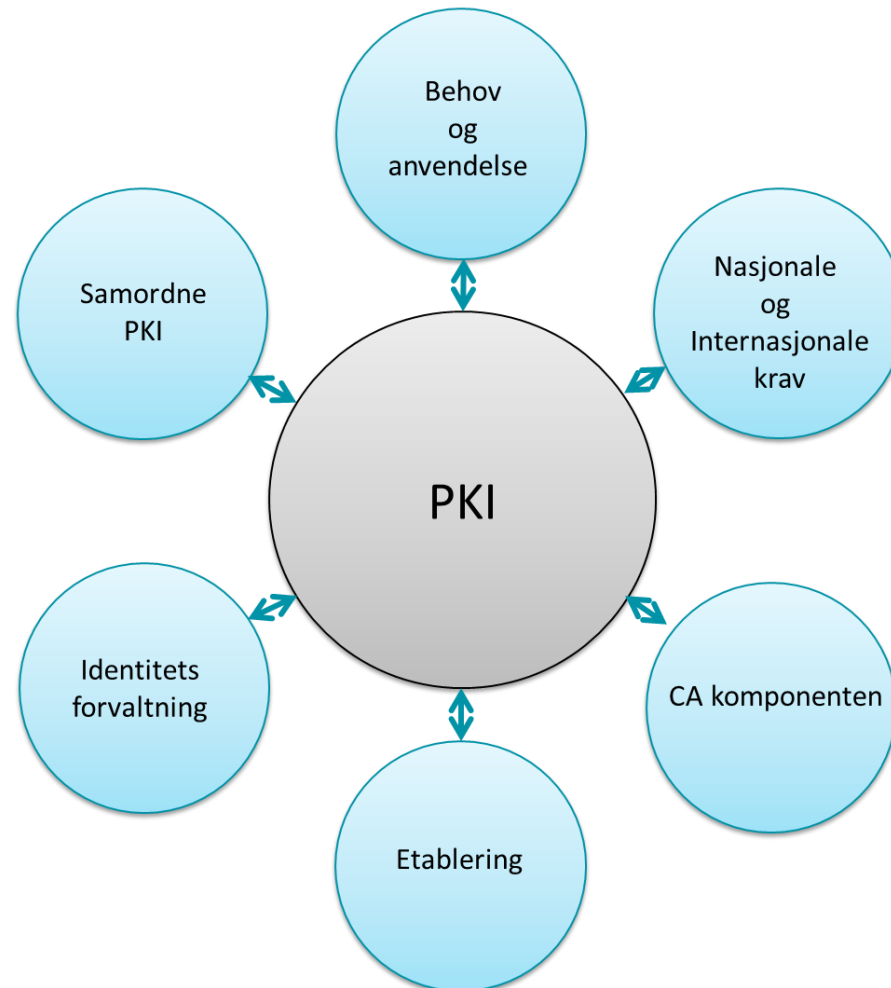 Behov
og
anvendelse
Samordne
PKI
Nasjonale
og
Internasjonale
krav
PKI
Identitets
forvaltning
CA komponenten
Etablering